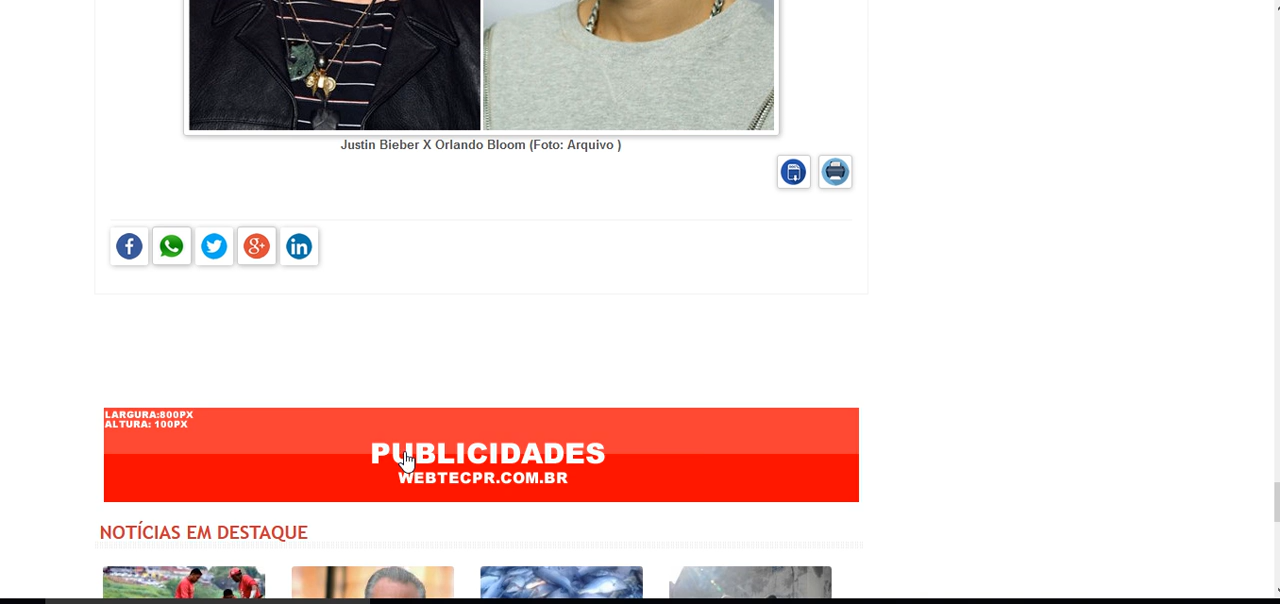 Justin Bieber X Orlando Bloom (Foto: Arquivo )
LARGURA:800PX
ALTURA: 100PX
PUBLICIDADES
WEBTECPR.COM.BR
NOTÍCIAS EM DESTAQUE